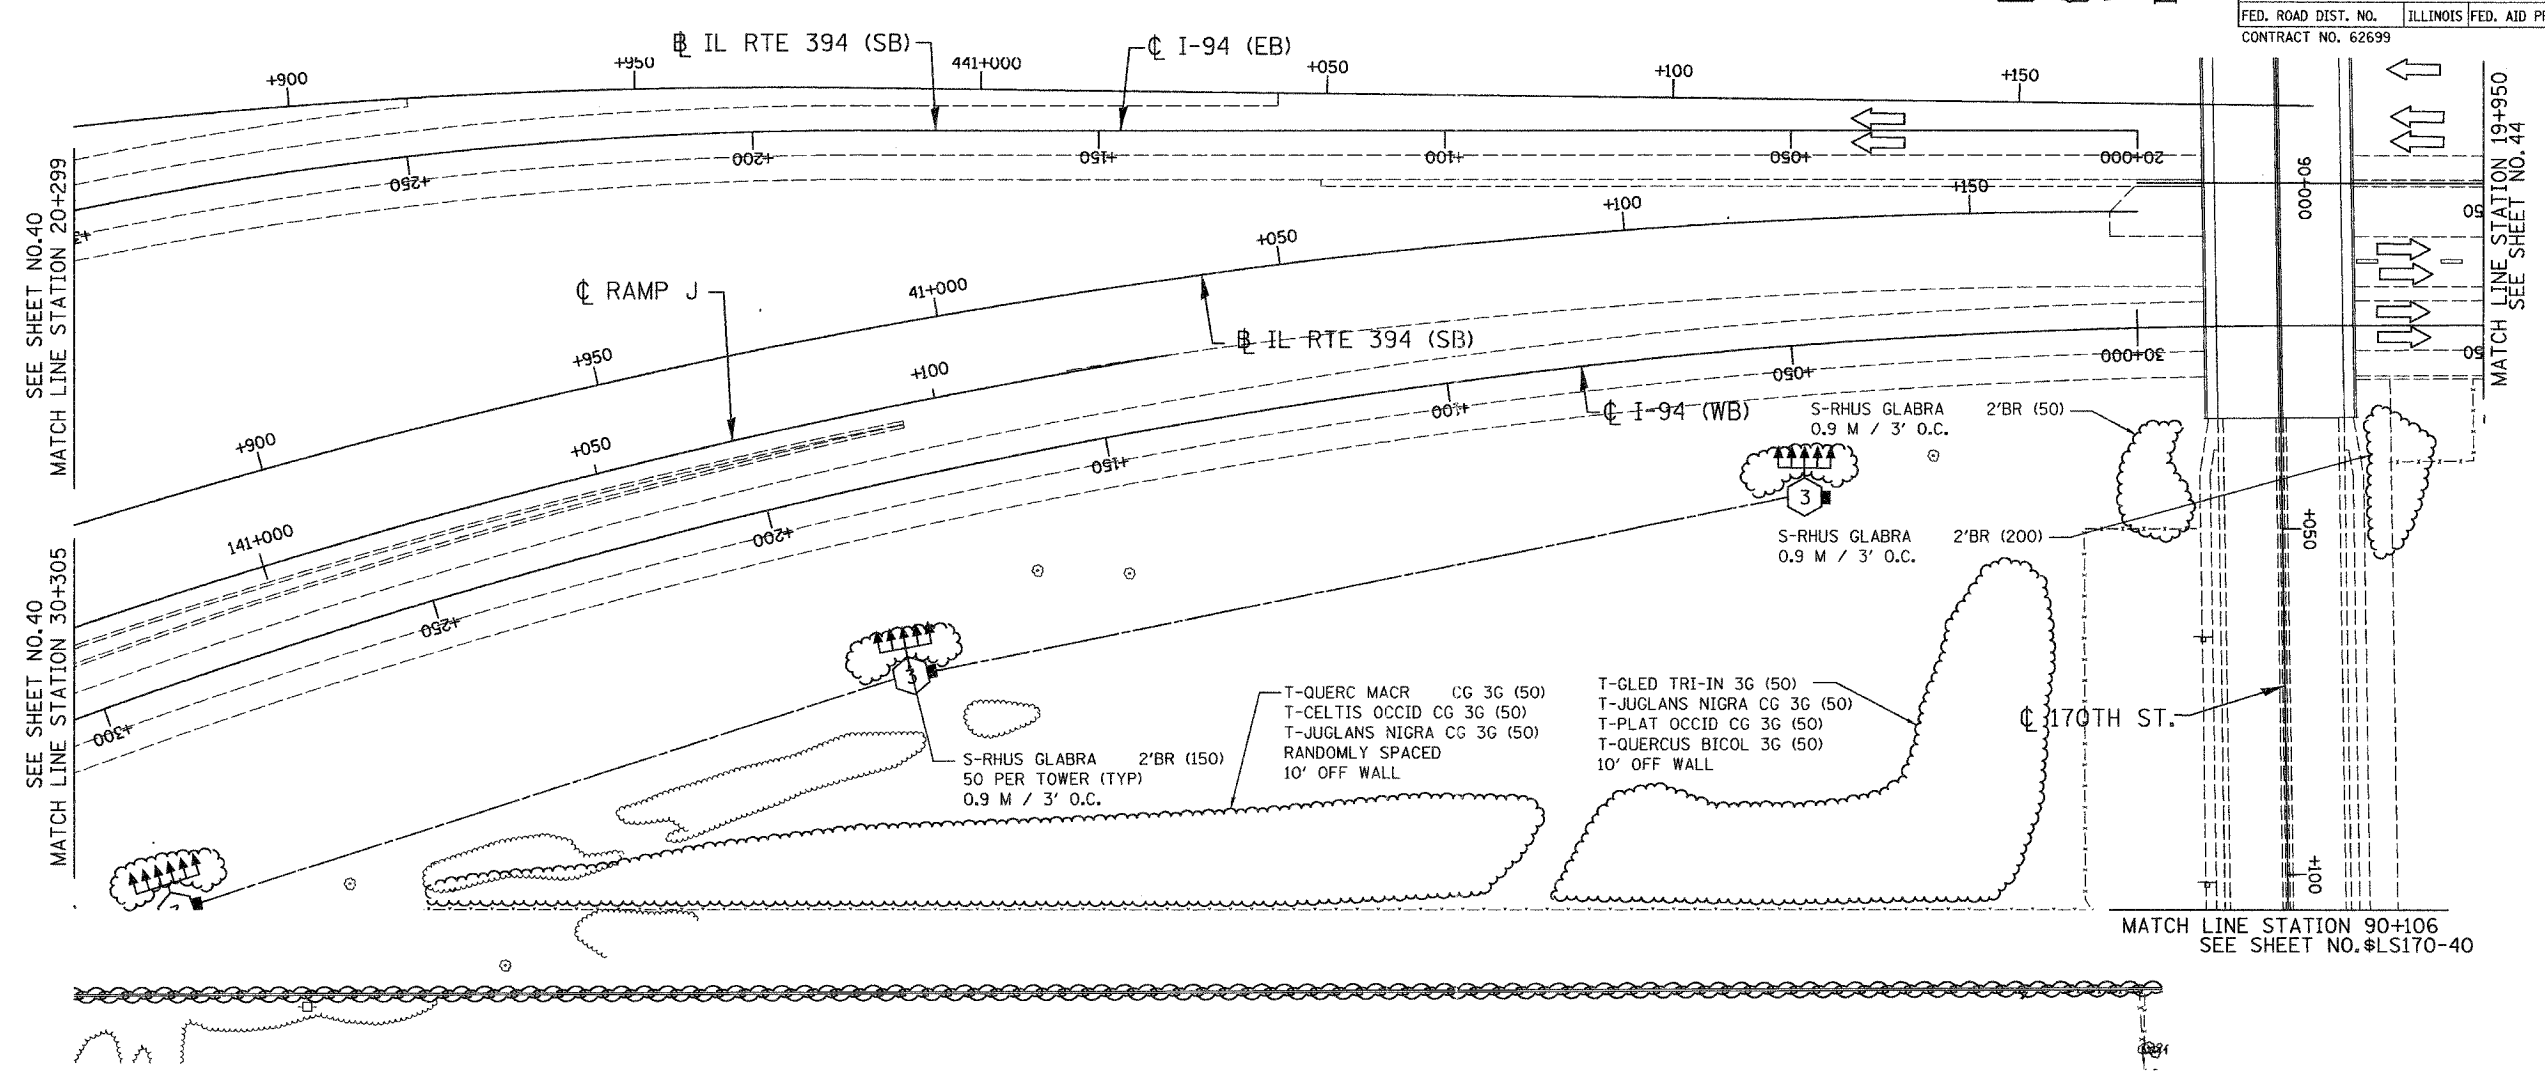 FED. ROAD DIST. NO. ILLINOIS FED. AID
CONTRACT NO. 62699
BL IL RTE 394 (SB)
CL I-94 (EB)
+900
+950
441+000
+050
+100
+150
+250
+200
+150
+100
+050
20+000
90+000
SEE SHEET NO.40
MATCH LINE STATION 20+299
MATCH LINE STATION 19+950
SEE SHEET NO. 44
50
50
CL RAMP J
+900
+950
41+000
+050
+100
+150
BL IL RTE 394 (SB)
141+000
+050
+100
+300
+250
+200
+150
+100
+050
30+000
CL I-94 (WB)
S-RHUS GLABRA 2'BR (50)
0.9 M / 3' O.C.
3
S-RHUS GLABRA 2'BR (200)
0.9 M / 3' O.C.
+050
SEE SHEET NO.40
MATCH LINE STATION 30+305
3
S-RHUS GLABRA 2'BR (150)
50 PER TOWER (TYP)
0.9 M / 3' O.C.
T-QUERC MACR CG 3G (50)
T-CELTIS OCCID CG 3G (50)
T-JUGLANS NIGRA CG 3G (50)
RANDOMLY SPACED
10' OFF WALL
T-GLED TRI-IN 3G (50)
T-JUGLANS NIGRA CG 3G (50)
T-PLAT OCCID CG 3G (50)
T-QUERCUS BICOL 3G (50)
10' OFF WALL
CL 170TH ST.
+100
MATCH LINE STATION 90+106
SEE SHEET NO.$LS170-40